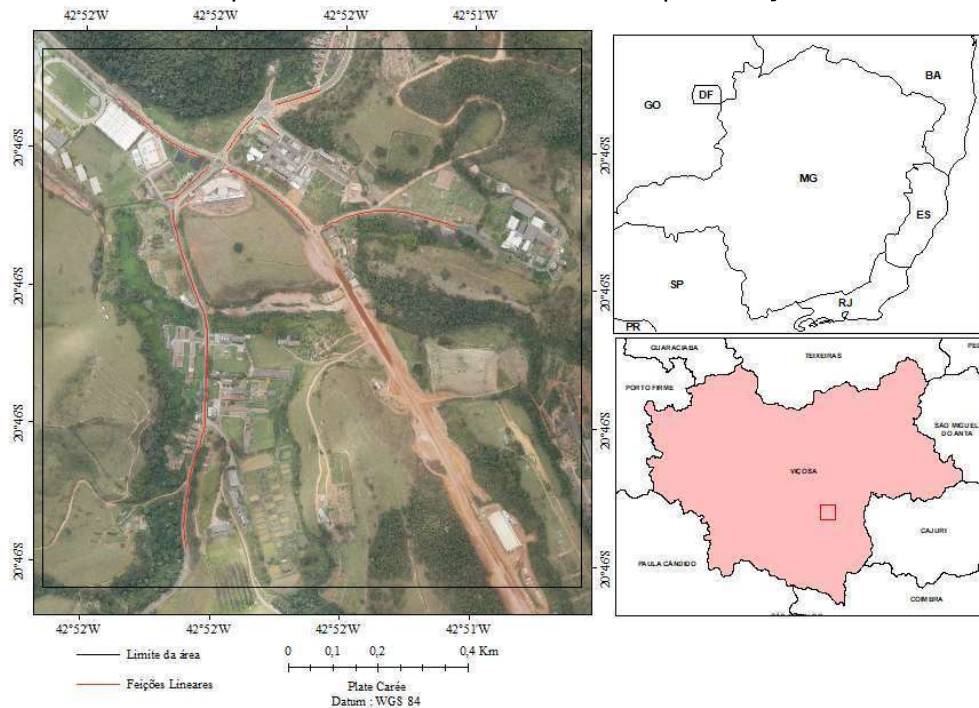 42°52'W 42°52'W 42°52'W 42°51'W
20°46'S
20°46'S
20°46'S
20°46'S
20°46'S
20°46'S
20°46'S
20°46'S
42°52'W 42°52'W 42°52'W 42°51'W
Limite da área
Feições Lineares
0 0,1 0,2 0,4 Km
Plate Carée
Datum : WGS 84
BA
GO
DF
MG
ES
SP
RJ
PR
GUARACIABA
TEIXEIRAS
PORTO FIRME
SÃO MIGUEL
DO ANTA
VIÇOSA
CAJURI
PAULA CÂNDIDO
COIMBRA